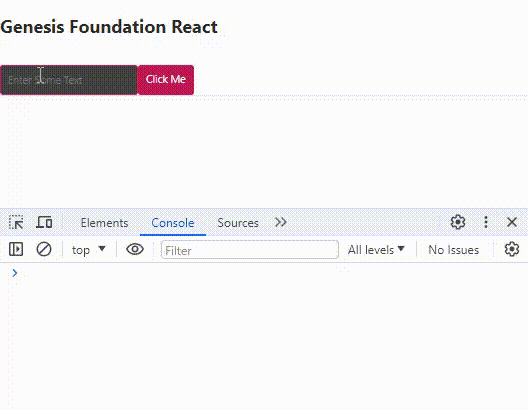 Genesis Foundation React
Enter Some Text Click Me
Elements Console Sources
top Filter All levels No Issues